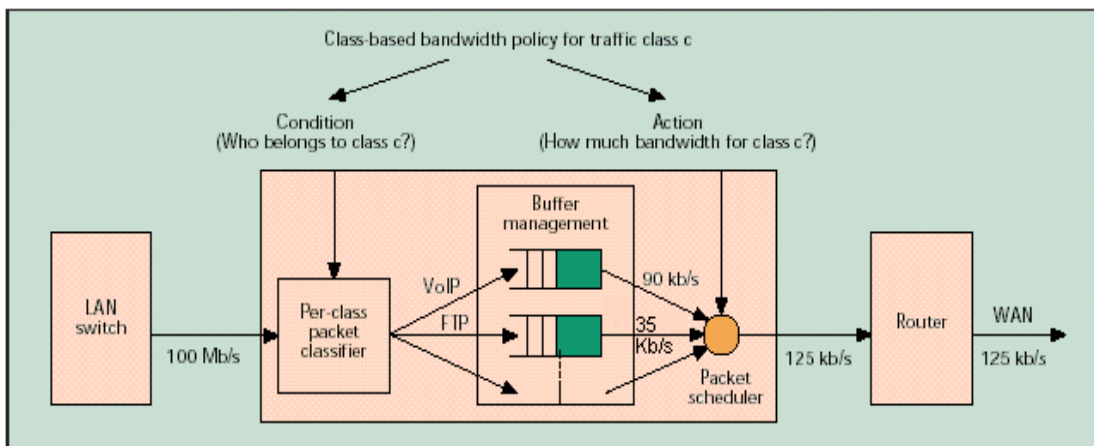 Class-based bandwidth policy for traffic class c
Condition
(Who belongs to class c?)
Action
(How much bandwidth for class c?)
Buffer
management
LAN
switch
100 Mb/s
Per-class
packet
classifier
VoIP
FTP
90 kb/s
35
Kb/s
Packet
scheduler
125 kb/s
Router
WAN
125 kb/s